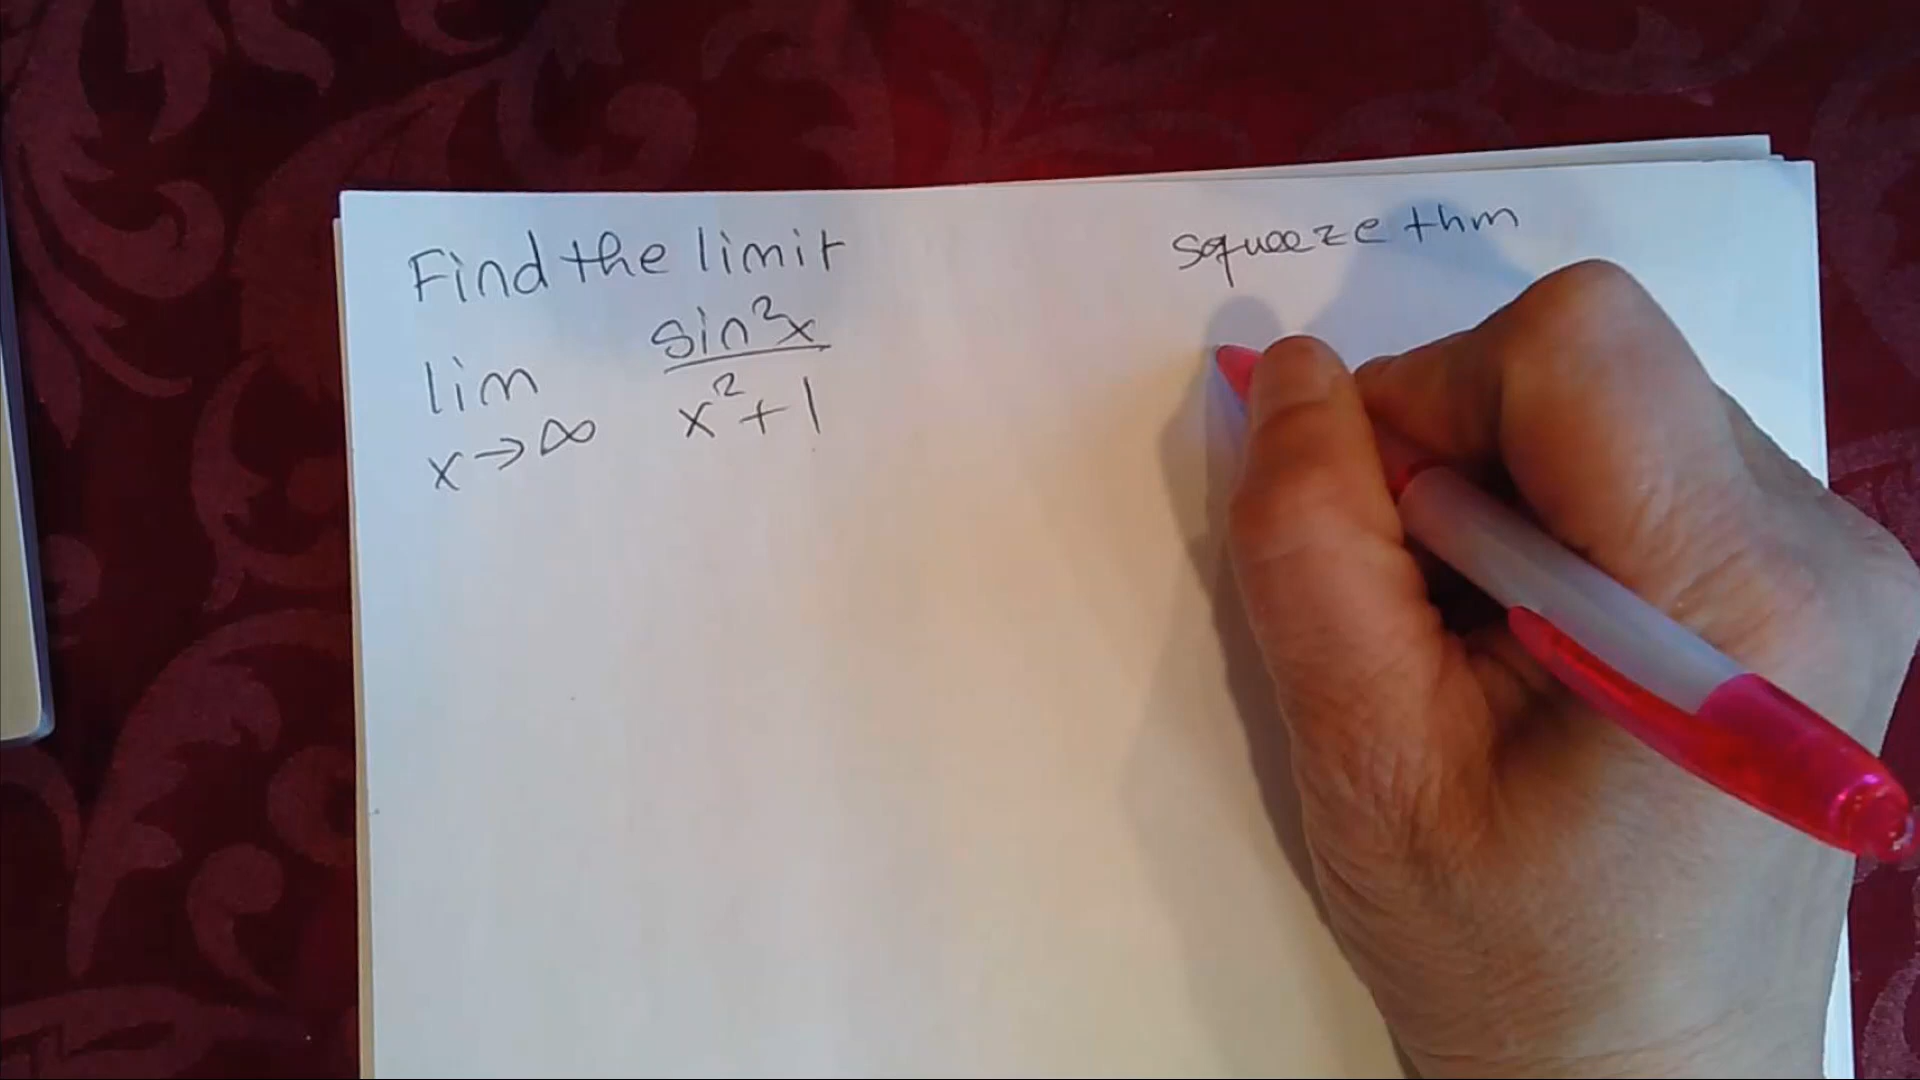 Find the limit
lim sin²x / x²+1
x→∞
squeeze thm